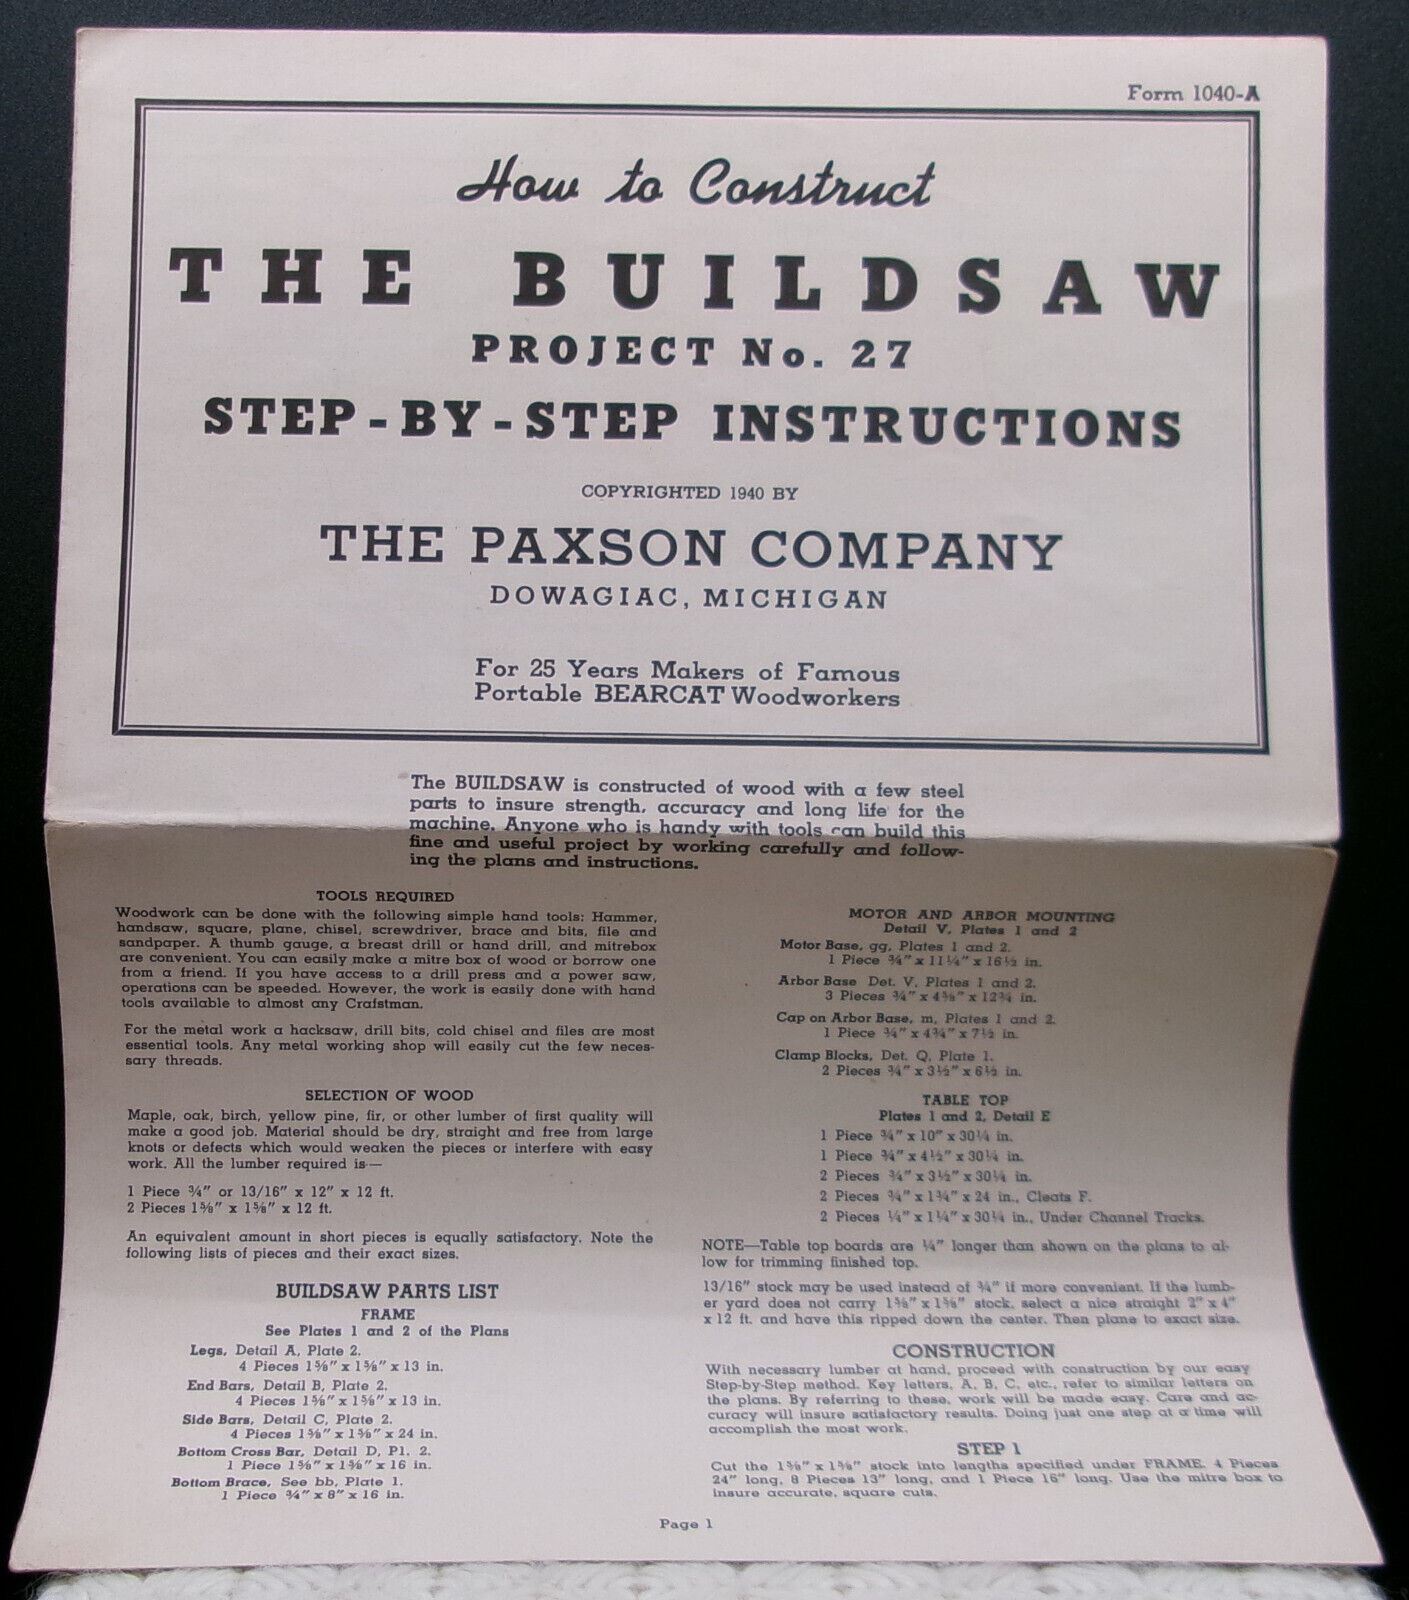 Form 1040-A
How to Construct
THE BUILDSAW
PROJECT No. 27
STEP-BY-STEP INSTRUCTIONS
COPYRIGHTED 1940 BY
THE PAXSON COMPANY
DOWAGIAC, MICHIGAN
For 25 Years Makers of Famous
Portable BEARCAT Woodworkers
The BUILDSAW is constructed of wood with a few steel
parts to insure strength, accuracy and long life for the
machine. Anyone who is handy with tools can build this
fine and useful project by working carefully and follow-
ing the plans and instructions.
TOOLS REQUIRED
Woodwork can be done with the following simple hand tools: Hammer,
handsaw, square, plane, chisel, screwdriver, brace and bits, file and
sandpaper. A thumb gauge, a breast drill or hand drill, and mitrebox
are convenient. You can easily make a mitre box of wood or borrow one
from a friend. If you have access to a drill press and a power saw,
operations can be speeded. However, the work is easily done with hand
tools available to almost any Crafstman.
For the metal work a hacksaw, drill bits, cold chisel and files are most
essential tools. Any metal working shop will easily cut the few neces-
sary threads.
SELECTION OF WOOD
Maple, oak, birch, yellow pine, fir, or other lumber of first quality will
make a good job. Material should be dry, straight and free from large
knots or defects which would weaken the pieces or interfere with easy
work. All the lumber required is—
1 Piece ¾" or 13/16" x 12" x 12 ft.
2 Pieces 1⅝" x 1⅝" x 12 ft.
An equivalent amount in short pieces is equally satisfactory. Note the
following lists of pieces and their exact sizes.
BUILDSAW PARTS LIST
FRAME
See Plates 1 and 2 of the Plans
Legs, Detail A, Plate 2.
4 Pieces 1⅝" x 1⅝" x 13 in.
End Bars, Detail B, Plate 2.
4 Pieces 1⅝" x 1⅝" x 13 in.
Side Bars, Detail C, Plate 2.
4 Pieces 1⅝" x 1⅝" x 24 in.
Bottom Cross Bar, Detail D, Pl. 2.
1 Piece 1⅝" x 1⅝" x 16 in.
Bottom Brace, See bb, Plate 1.
1 Piece ¾" x 8" x 16 in.
MOTOR AND ARBOR MOUNTING
Detail V, Plates 1 and 2
Motor Base, gg, Plates 1 and 2.
1 Piece ¾" x 11¼" x 16½ in.
Arbor Base Det. V, Plates 1 and 2.
3 Pieces ¾" x 4⅝" x 12¾ in.
Cap on Arbor Base, m, Plates 1 and 2.
1 Piece ¾" x 4¾" x 7½ in.
Clamp Blocks, Det. Q, Plate 1.
2 Pieces ¾" x 3½" x 6½ in.
TABLE TOP
Plates 1 and 2, Detail E
1 Piece ¾" x 10" x 30¼ in.
1 Piece ¾" x 4½" x 30¼ in.
2 Pieces ¾" x 3½" x 30¼ in.
2 Pieces ¾" x 1¾" x 24 in., Cleats F.
2 Pieces ¼" x 1¼" x 30¼ in., Under Channel Tracks.
NOTE—Table top boards are ¼" longer than shown on the plans to al-
low for trimming finished top.
13/16" stock may be used instead of ¾" if more convenient. If the lumb-
er yard does not carry 1⅝" x 1⅝" stock, select a nice straight 2" x 4"
x 12 ft. and have this ripped down the center. Then plane to exact size.
CONSTRUCTION
With necessary lumber at hand, proceed with construction by our easy
Step-by-Step method. Key letters, A, B, C, etc., refer to similar letters on
the plans. By referring to these, work will be made easy. Care and ac-
curacy will insure satisfactory results. Doing just one step at a time will
accomplish the most work.
STEP 1
Cut the 1⅝" x 1⅝" stock into lengths specified under FRAME. 4 Pieces
24" long, 8 Pieces 13" long, and 1 Piece 16" long. Use the mitre box to
insure accurate, square cuts.
Page 1